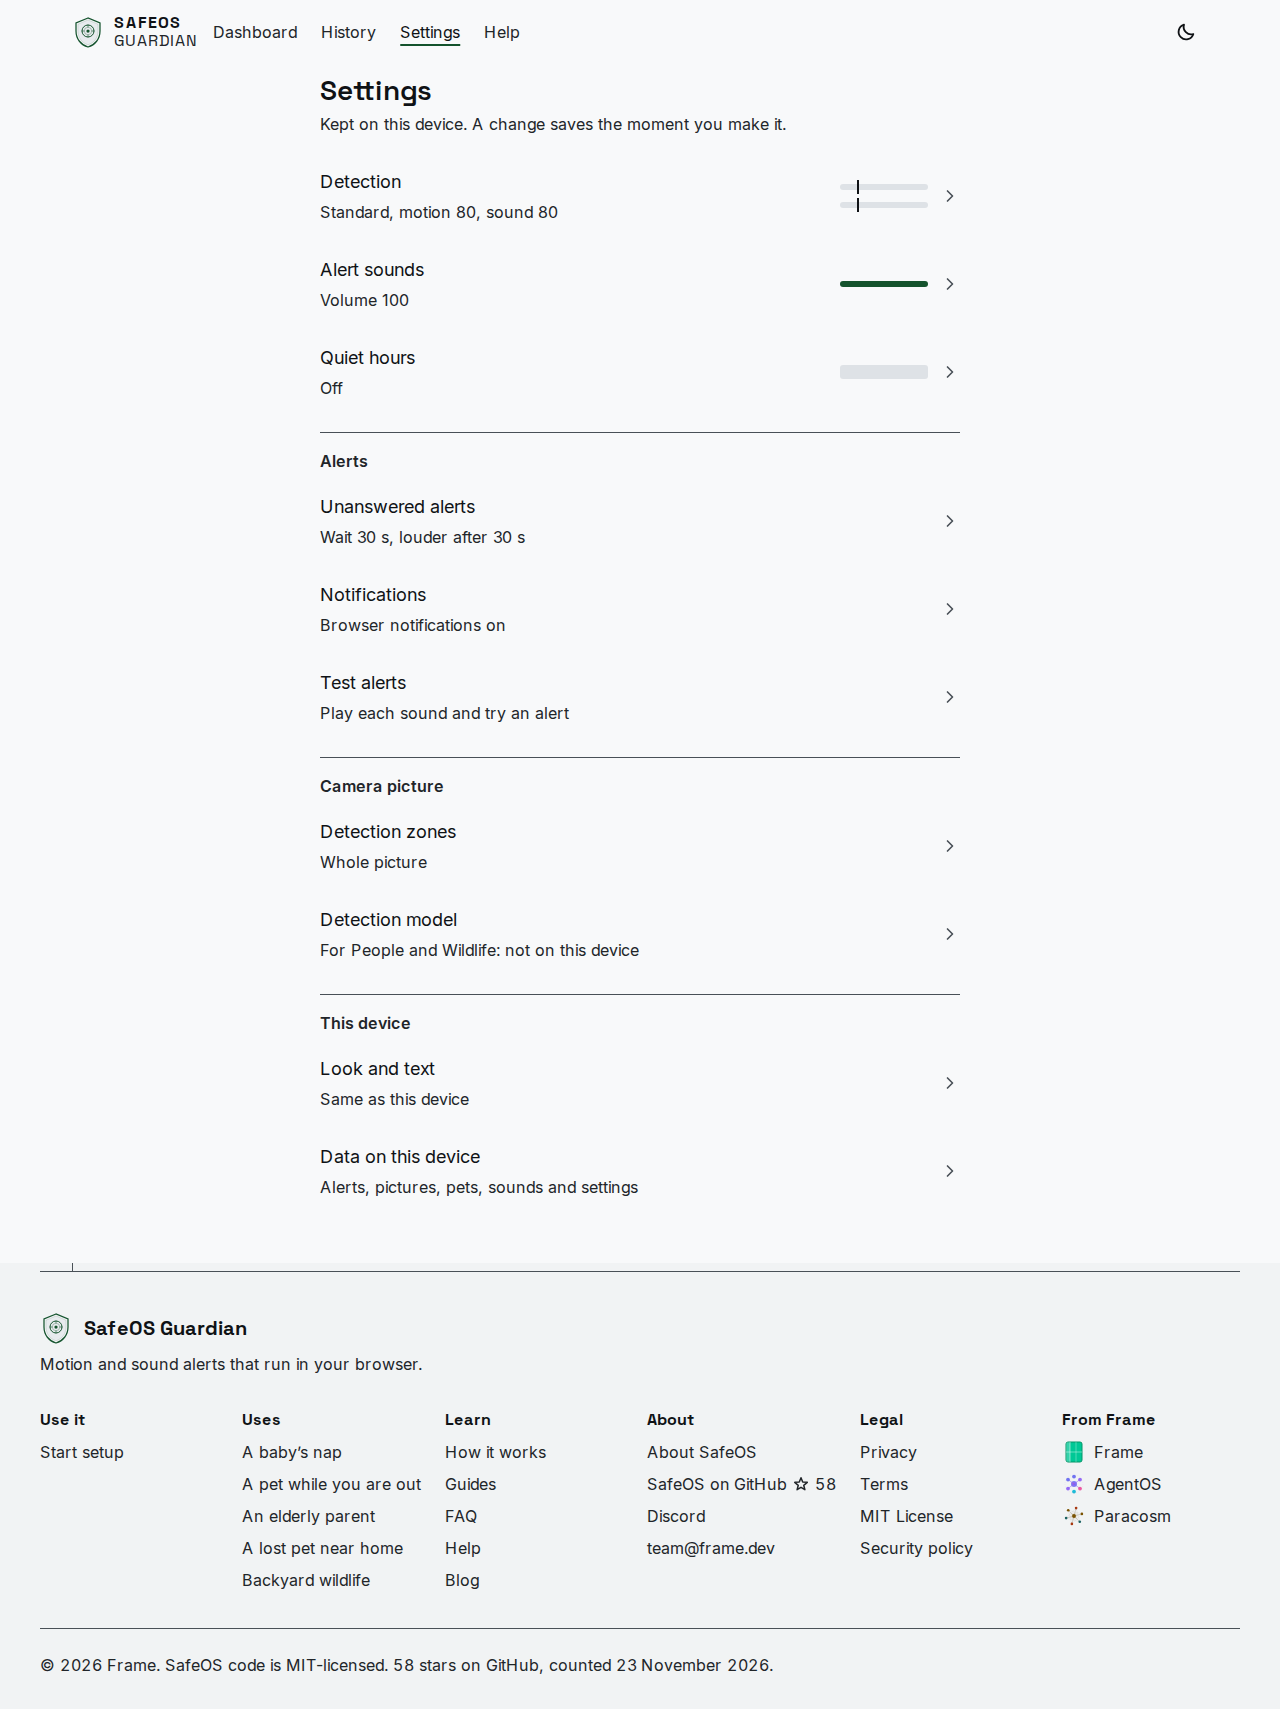 SAFEOS
GUARDIAN
Dashboard
History
Settings
Help
Settings
Kept on this device. A change saves the moment you make it.
Detection
Standard, motion 80, sound 80
Alert sounds
Volume 100
Quiet hours
Off
Alerts
Unanswered alerts
Wait 30 s, louder after 30 s
Notifications
Browser notifications on
Test alerts
Play each sound and try an alert
Camera picture
Detection zones
Whole picture
Detection model
For People and Wildlife: not on this device
This device
Look and text
Same as this device
Data on this device
Alerts, pictures, pets, sounds and settings
SafeOS Guardian
Motion and sound alerts that run in your browser.
Use it
Start setup
Uses
A baby’s nap
A pet while you are out
An elderly parent
A lost pet near home
Backyard wildlife
Learn
How it works
Guides
FAQ
Help
Blog
About
About SafeOS
SafeOS on GitHub ☆ 58
Discord
team@frame.dev
Legal
Privacy
Terms
MIT License
Security policy
From Frame
Frame
AgentOS
Paracosm
© 2026 Frame. SafeOS code is MIT-licensed. 58 stars on GitHub, counted 23 November 2026.